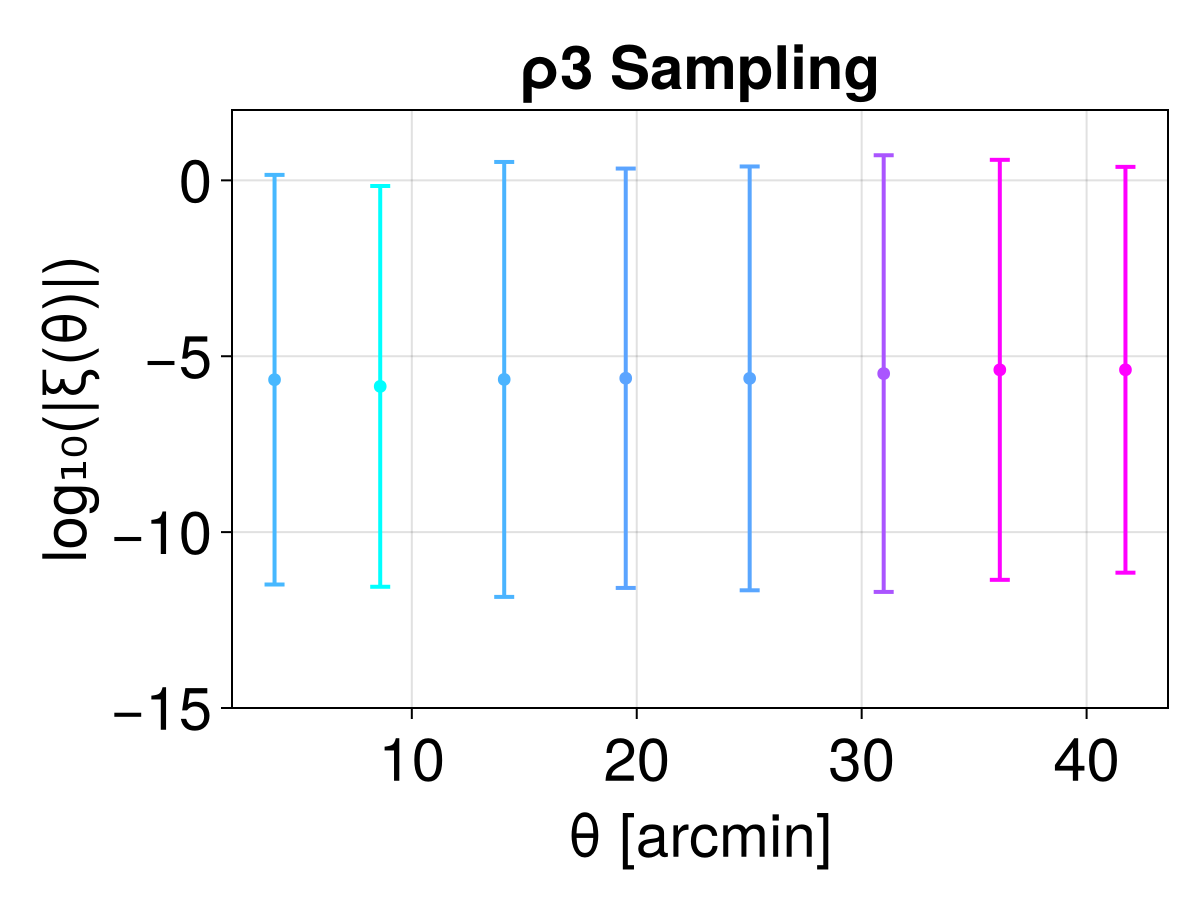 ρ3 Sampling
log₁₀(|ξ(θ)|)
0
−5
−10
−15
10 20 30 40
θ [arcmin]